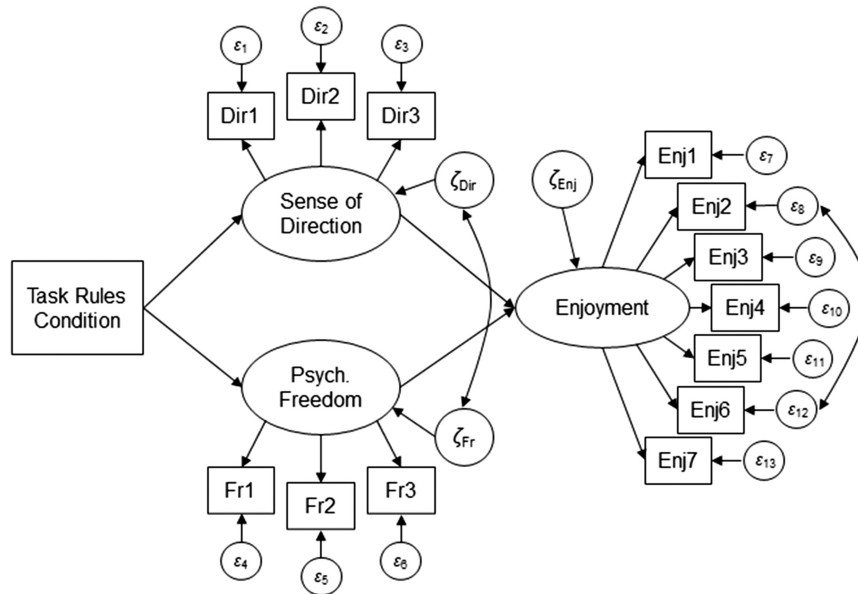 ε1
ε2
ε3
Dir1
Dir2
Dir3
Sense of
Direction
ζDir
ζEnj
Enj1
ε7
Enj2
ε8
Enj3
ε9
Task Rules
Condition
Enjoyment
Enj4
ε10
Enj5
ε11
Psych.
Freedom
Enj6
ε12
ζFr
Enj7
ε13
Fr1
Fr2
Fr3
ε4
ε5
ε6